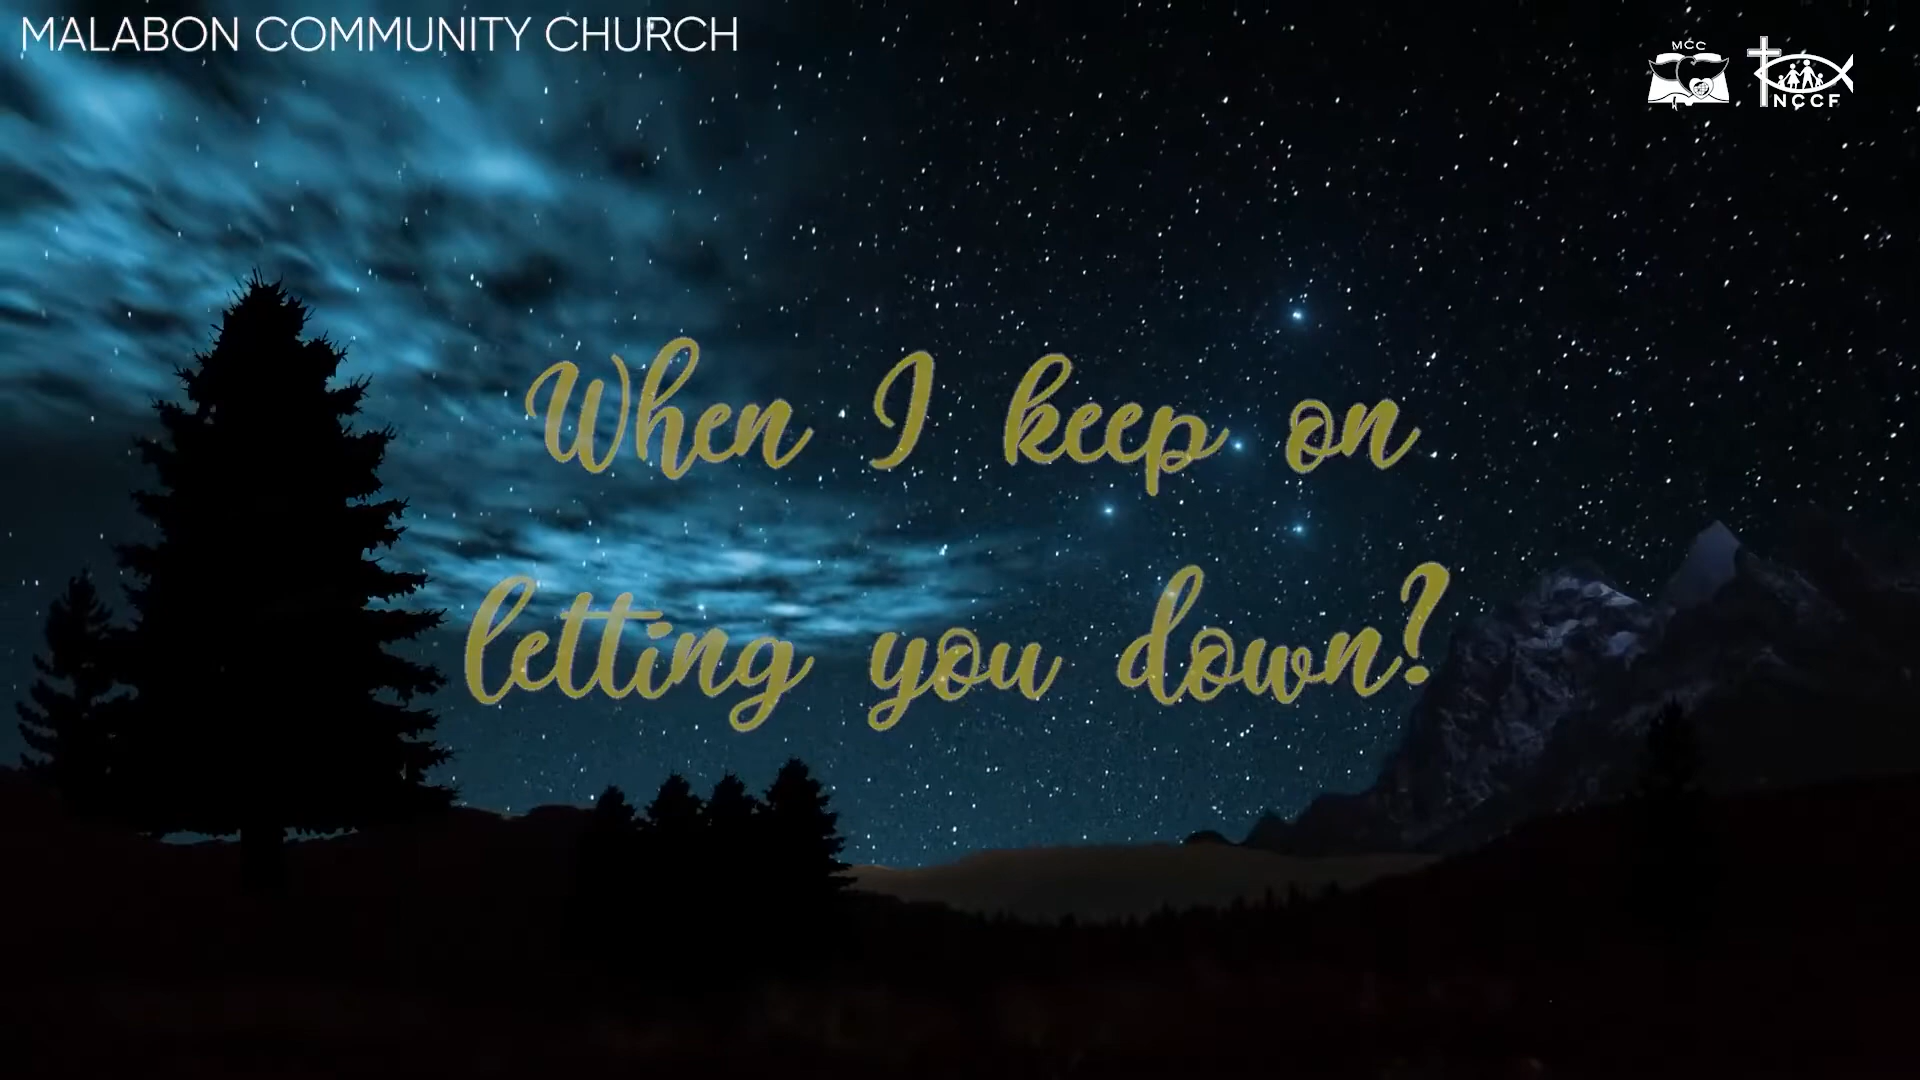 MALABON COMMUNITY CHURCH
MCC
NCCF
When I keep on
letting you down?